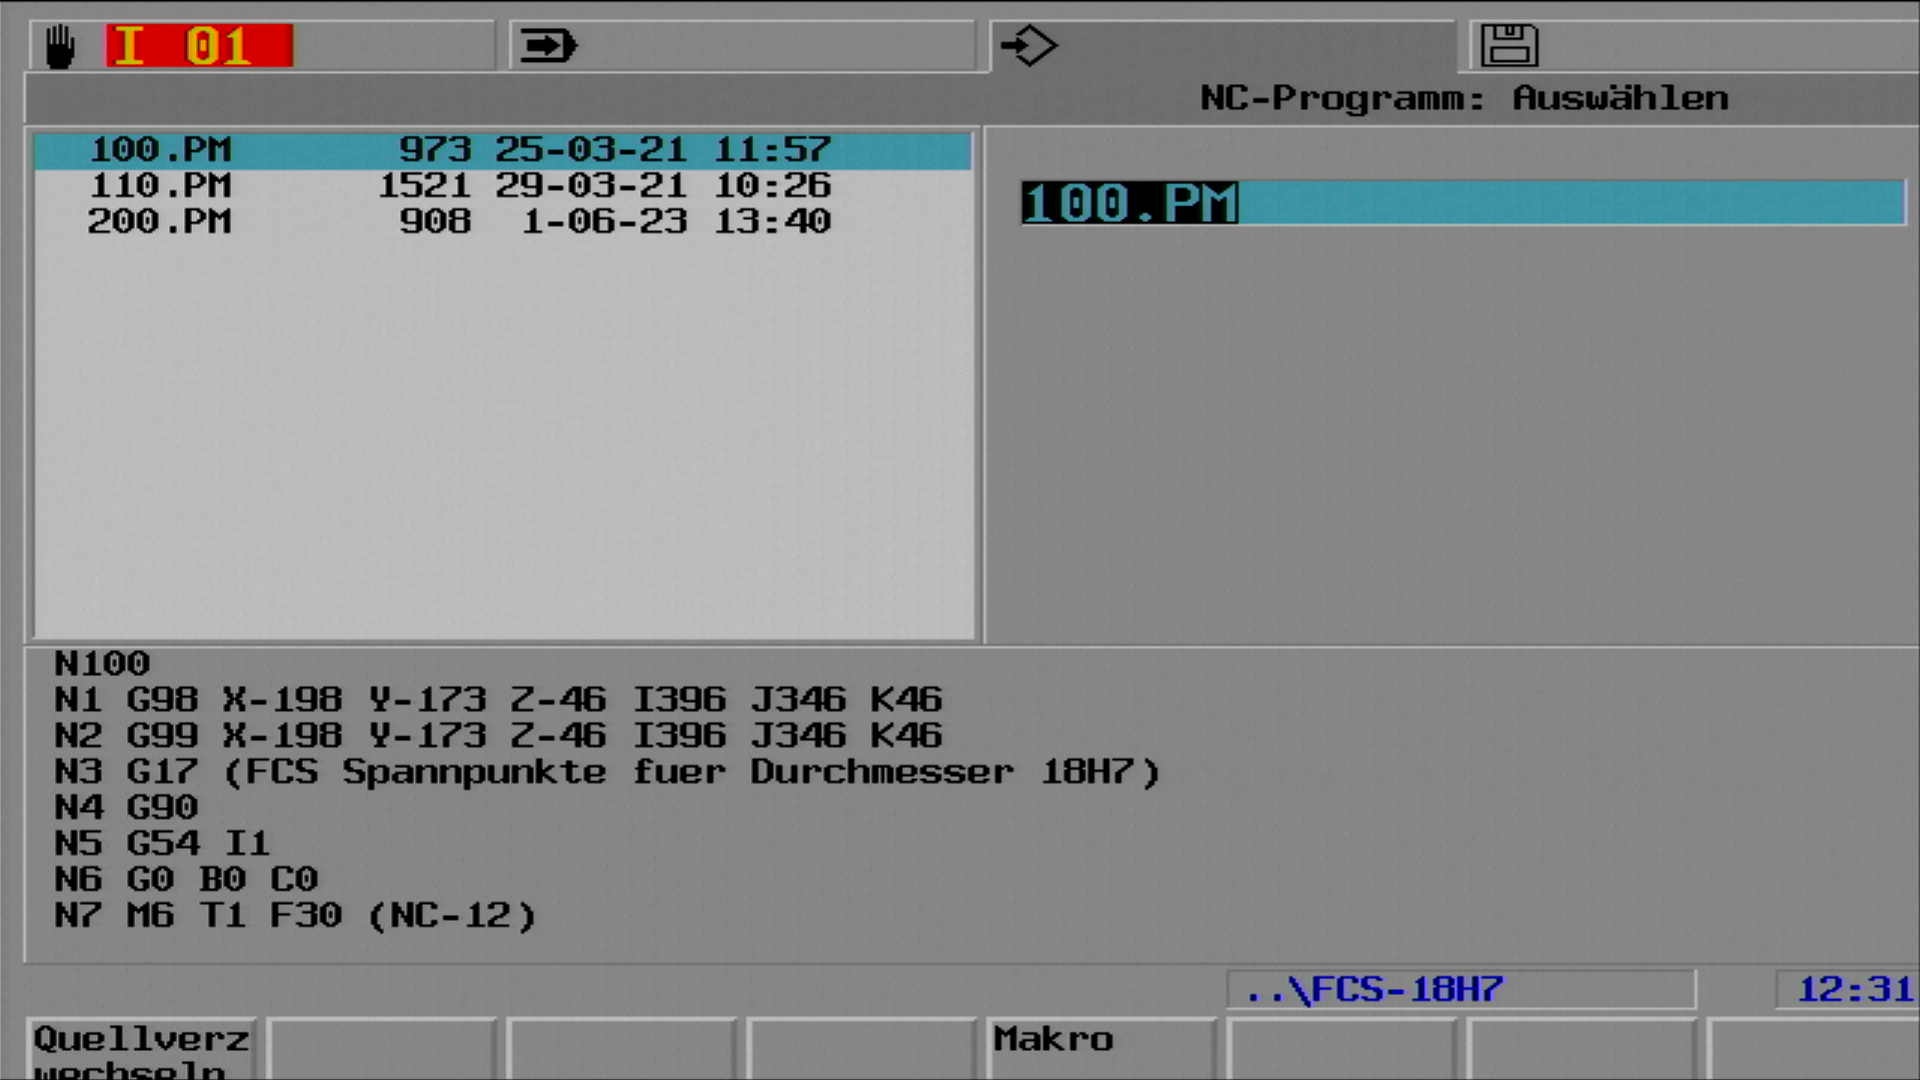 I 01
NC-Programm: Auswählen
100.PM 973 25-03-21 11:57
110.PM 1521 29-03-21 10:26
200.PM 908 1-06-23 13:40
100.PM
N100
N1 G98 X-198 Y-173 Z-46 I396 J346 K46
N2 G99 X-198 Y-173 Z-46 I396 J346 K46
N3 G17 (FCS Spannpunkte fuer Durchmesser 18H7)
N4 G90
N5 G54 I1
N6 G0 B0 C0
N7 M6 T1 F30 (NC-12)
..\FCS-18H7
12:31
Quellverz
wechseln
Makro